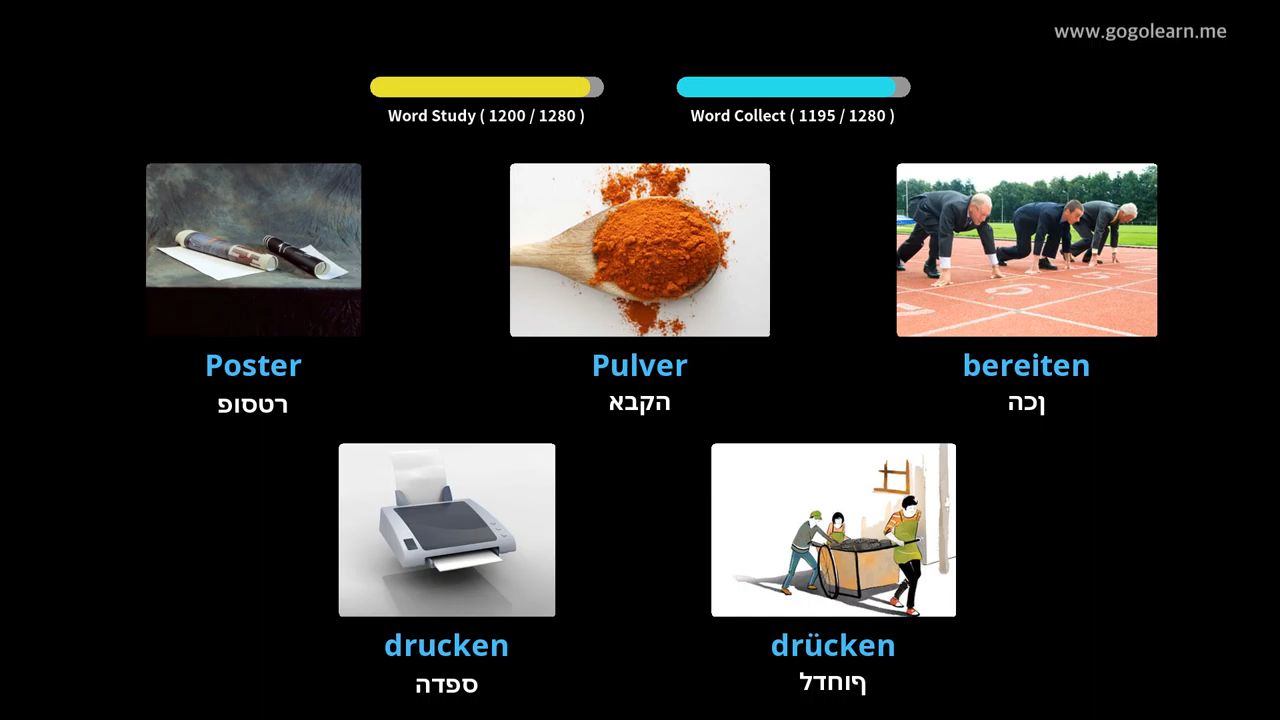 www.gogolearn.me
Word Study ( 1200 / 1280 )
Word Collect ( 1195 / 1280 )
Poster
רטסופ
Pulver
הקבא
bereiten
ןכה
drucken
ספדה
drücken
ףוחדל